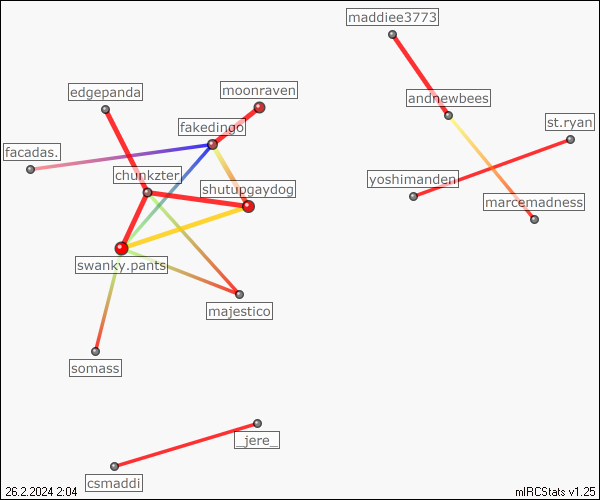 maddiee3773
edgepanda
moonraven
andnewbees
fakedingo
st.ryan
facadas.
chunkzter
shutupgaydog
yoshimanden
marcemadness
swanky.pants
majestico
somass
_jere_
csmaddi
26.2.2024 2:04
mIRCStats v1.25